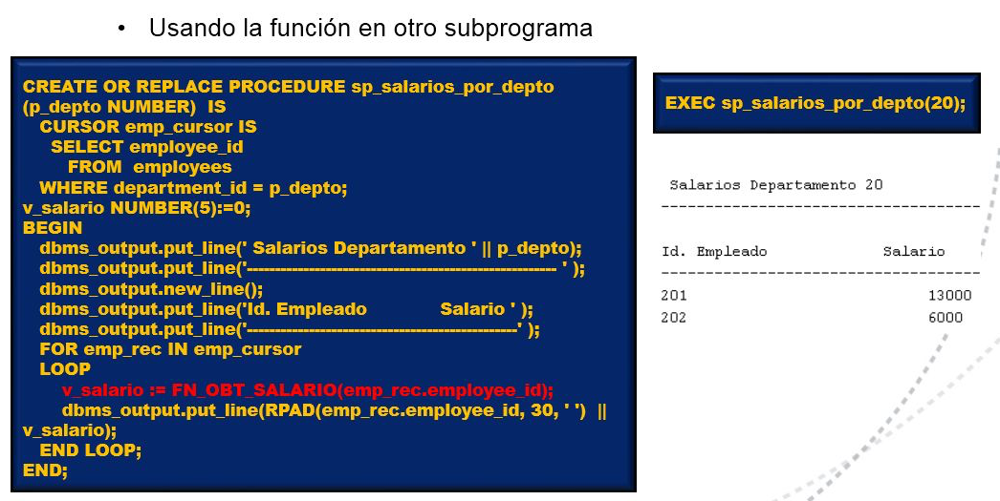 • Usando la función en otro subprograma
CREATE OR REPLACE PROCEDURE sp_salarios_por_depto
(p_depto NUMBER) IS
CURSOR emp_cursor IS
SELECT employee_id
FROM employees
WHERE department_id = p_depto;
v_salario NUMBER(5):=0;
BEGIN
dbms_output.put_line(' Salarios Departamento ' || p_depto);
dbms_output.put_line('------------------------------------------------------- ' );
dbms_output.new_line();
dbms_output.put_line('Id. Empleado Salario ' );
dbms_output.put_line('------------------------------------------------' );
FOR emp_rec IN emp_cursor
LOOP
v_salario := FN_OBT_SALARIO(emp_rec.employee_id);
dbms_output.put_line(RPAD(emp_rec.employee_id, 30, ' ') ||
v_salario);
END LOOP;
END;
EXEC sp_salarios_por_depto(20);
Salarios Departamento 20
------------------------------------
Id. Empleado Salario
------------------------------------
201 13000
202 6000